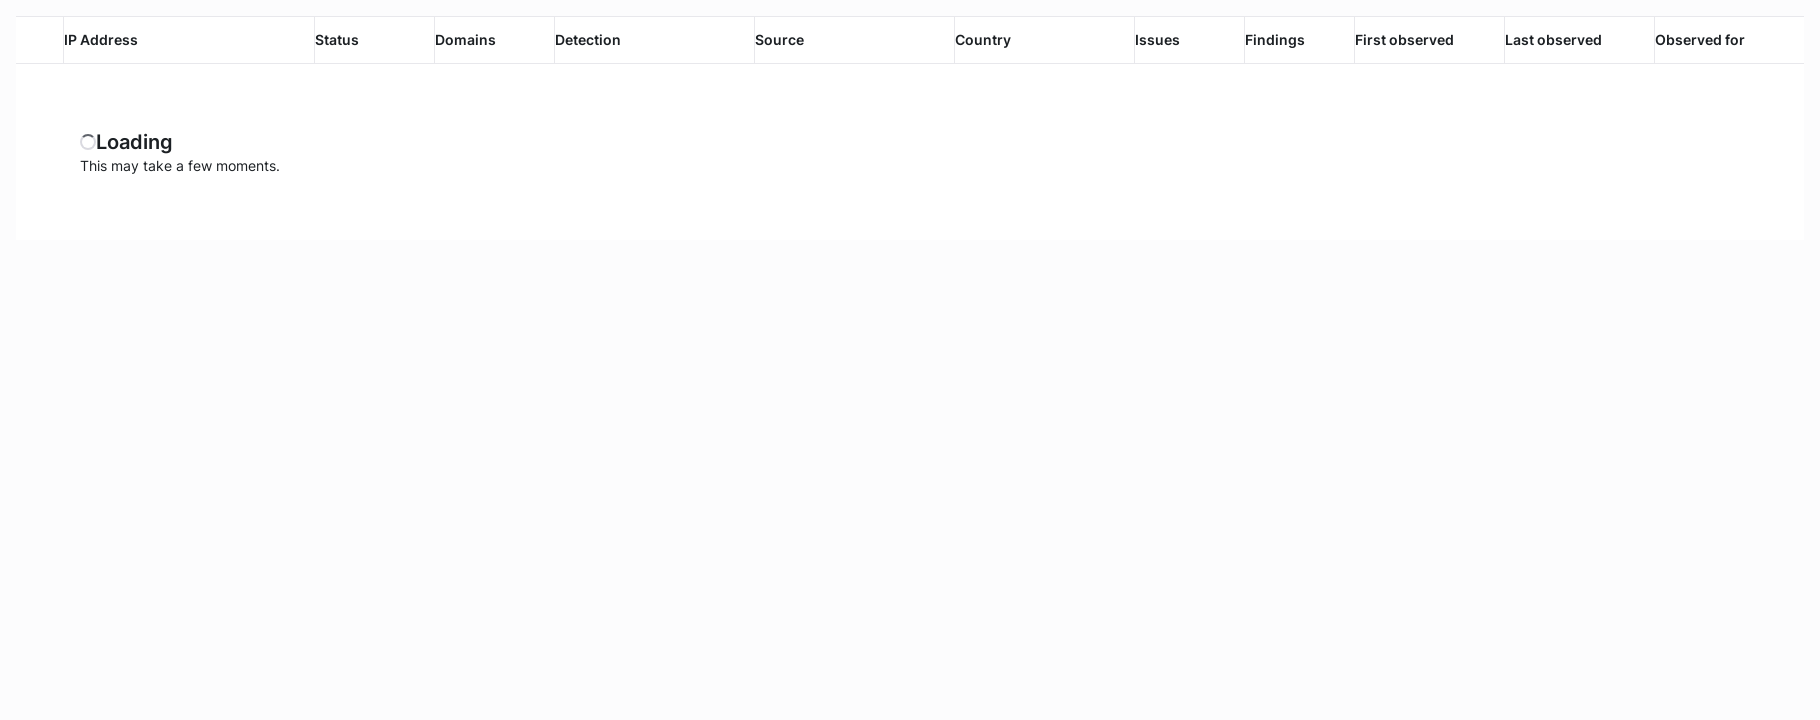 IP Address Status Domains Detection Source Country Issues Findings First observed Last observed Observed for
Loading
This may take a few moments.